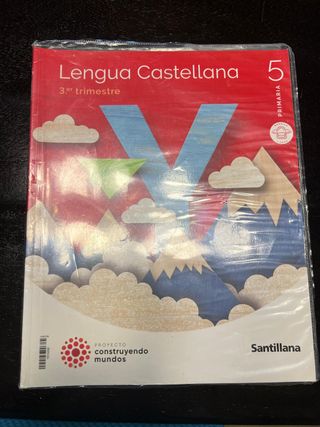 Lengua Castellana 5
3.er trimestre
PRIMARIA
PROYECTO
construyendo
mundos
Santillana